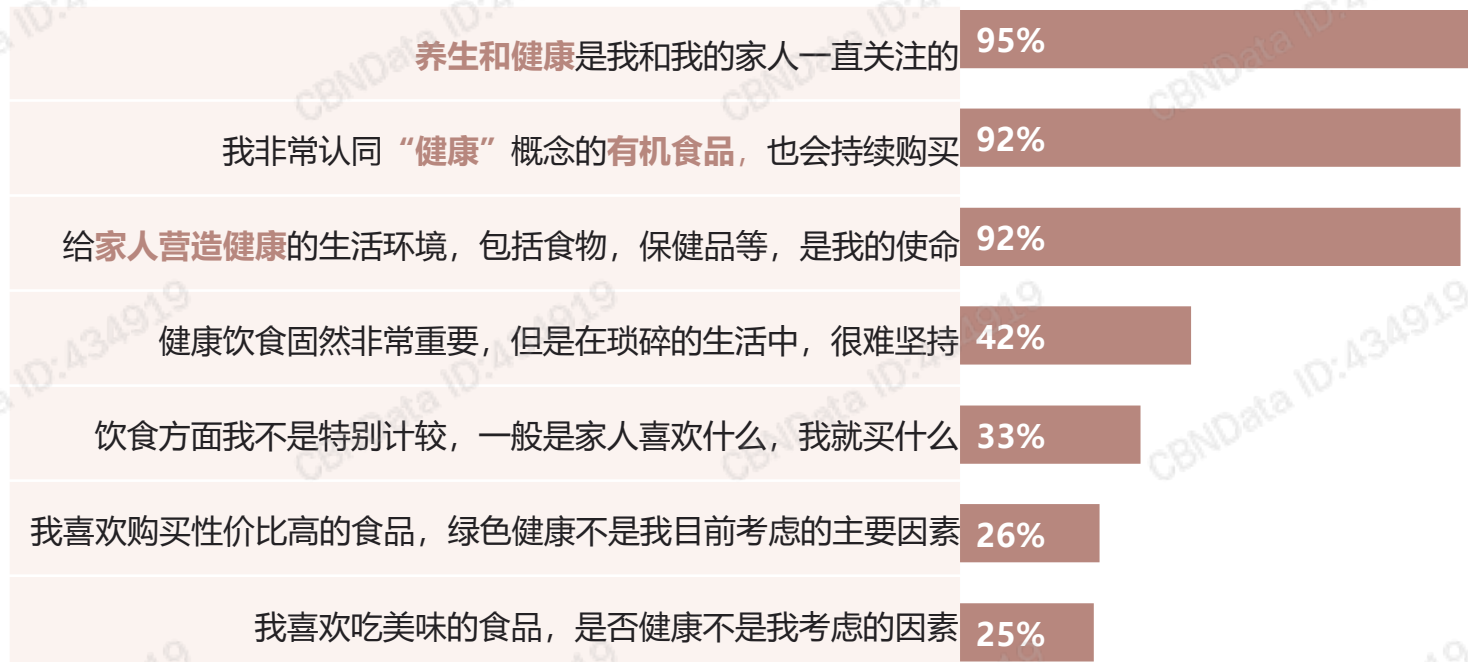 养生和健康是我和我的家人一直关注的 95%
我非常认同“健康”概念的有机食品，也会持续购买 92%
给家人营造健康的生活环境，包括食物，保健品等，是我的使命 92%
健康饮食固然非常重要，但是在琐碎的生活中，很难坚持 42%
饮食方面我不是特别计较，一般是家人喜欢什么，我就买什么 33%
我喜欢购买性价比高的食品，绿色健康不是我目前考虑的主要因素 26%
我喜欢吃美味的食品，是否健康不是我考虑的因素 25%
CBNData ID:434919